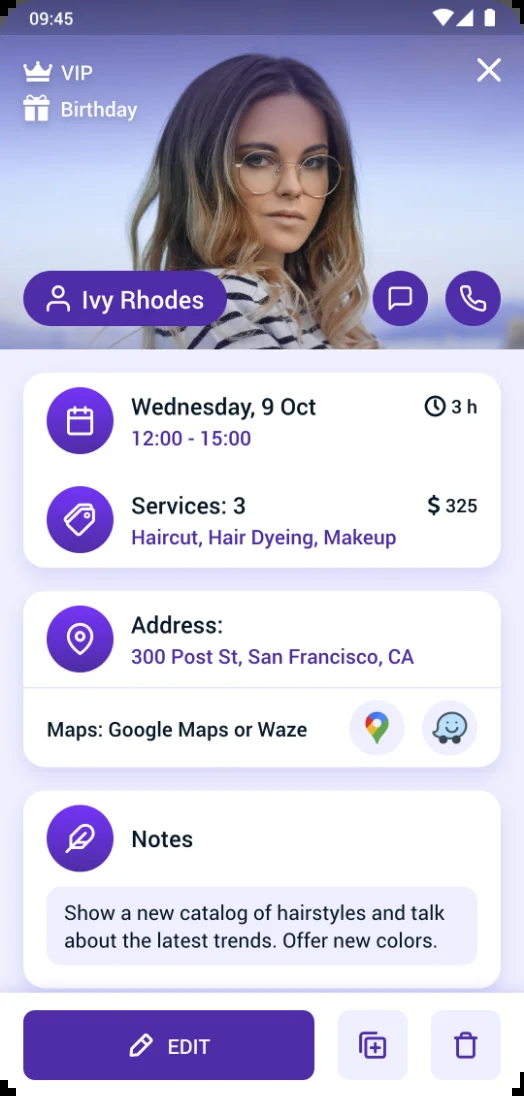 09:45
VIP
Birthday
Ivy Rhodes
Wednesday, 9 Oct
3 h
12:00 - 15:00
Services: 3
$ 325
Haircut, Hair Dyeing, Makeup
Address:
300 Post St, San Francisco, CA
Maps: Google Maps or Waze
Notes
Show a new catalog of hairstyles and talk
about the latest trends. Offer new colors.
EDIT